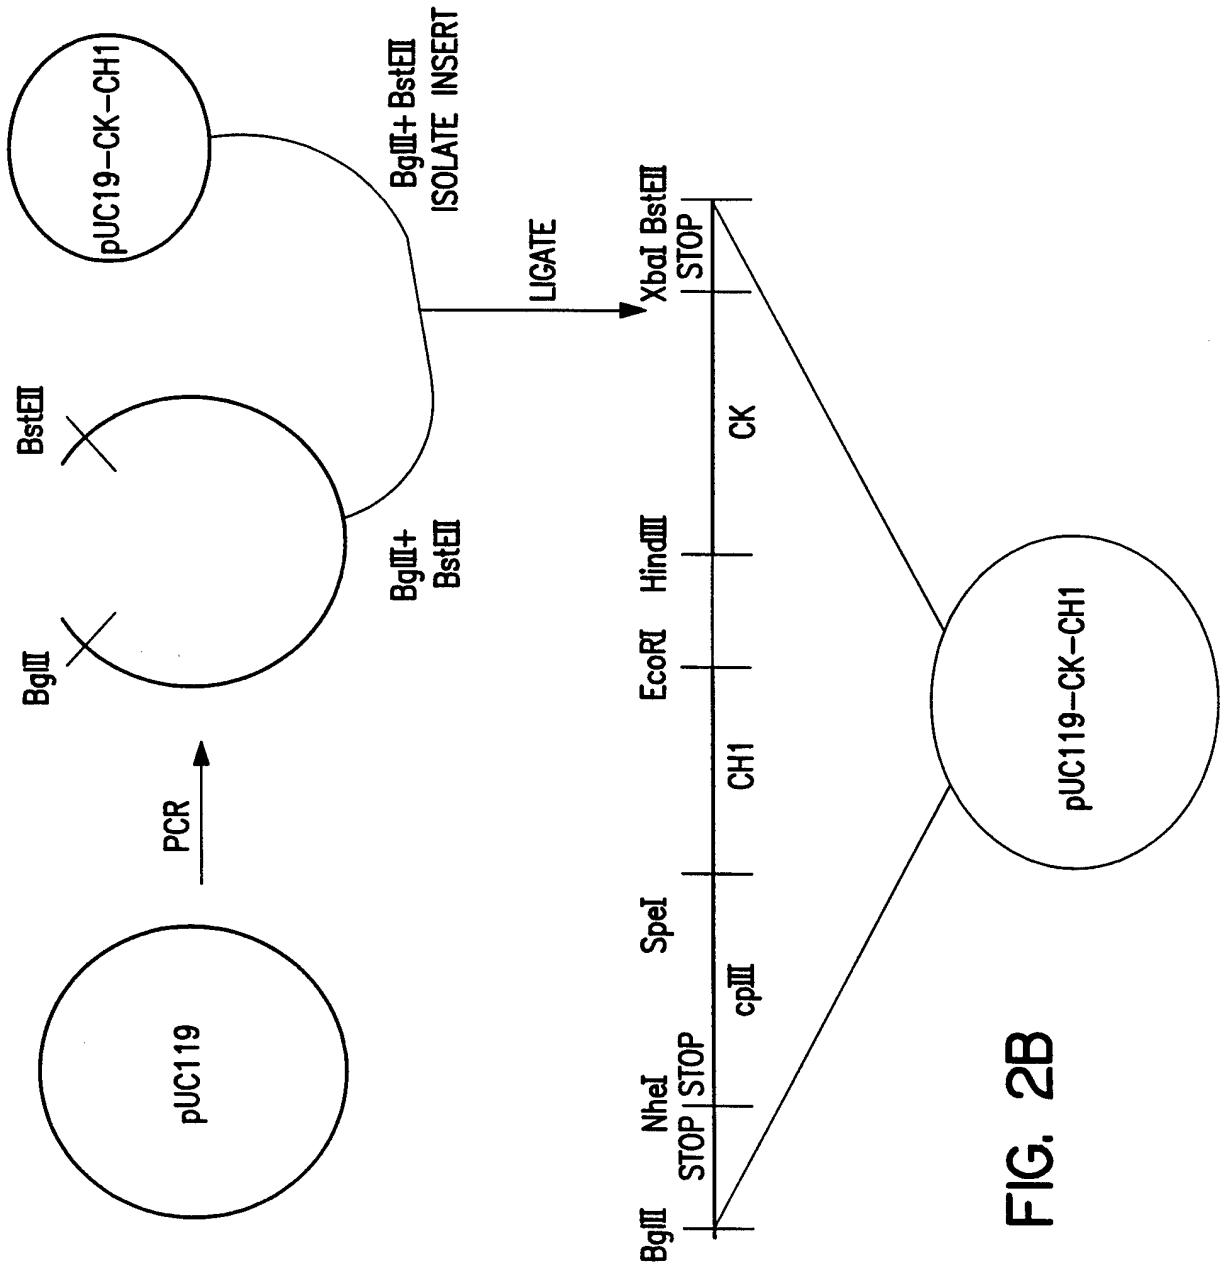 pUC119
PCR
BglII
BstEII
BglII+
BstEII
pUC19-CK-CH1
BglII+BstEII
ISOLATE INSERT
LIGATE
BglII
NheI
SpeI
EcoRI
HindIII
XbaI BstEII
STOP
STOP
STOP
cpIII
CH1
CK
pUC119-CK-CH1
FIG. 2B